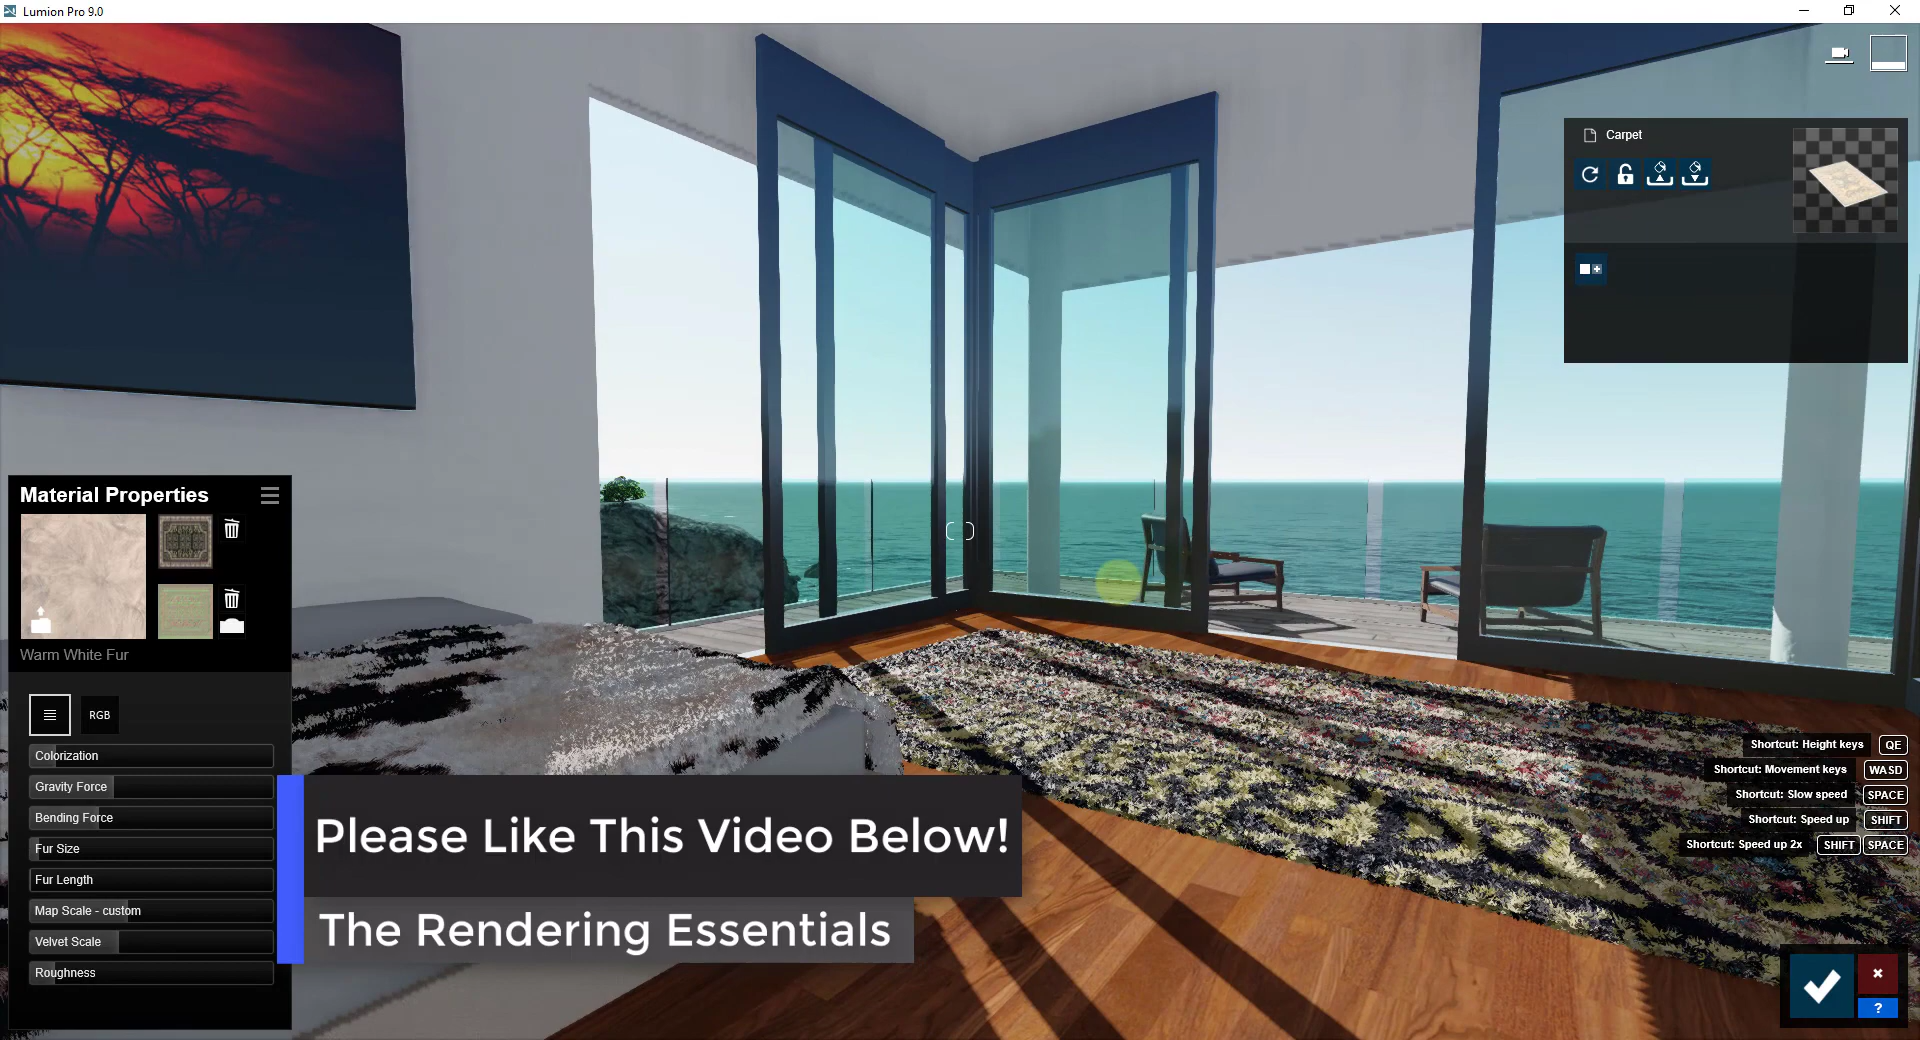 Lumion Pro 9.0
Carpet
Material Properties
Warm White Fur
RGB
Colorization
Gravity Force
Bending Force
Fur Size
Fur Length
Map Scale - custom
Velvet Scale
Roughness
Please Like This Video Below!
The Rendering Essentials
Shortcut: Height keys QE
Shortcut: Movement keys WASD
Shortcut: Slow speed SPACE
Shortcut: Speed up SHIFT
Shortcut: Speed up 2x SHIFT SPACE
?